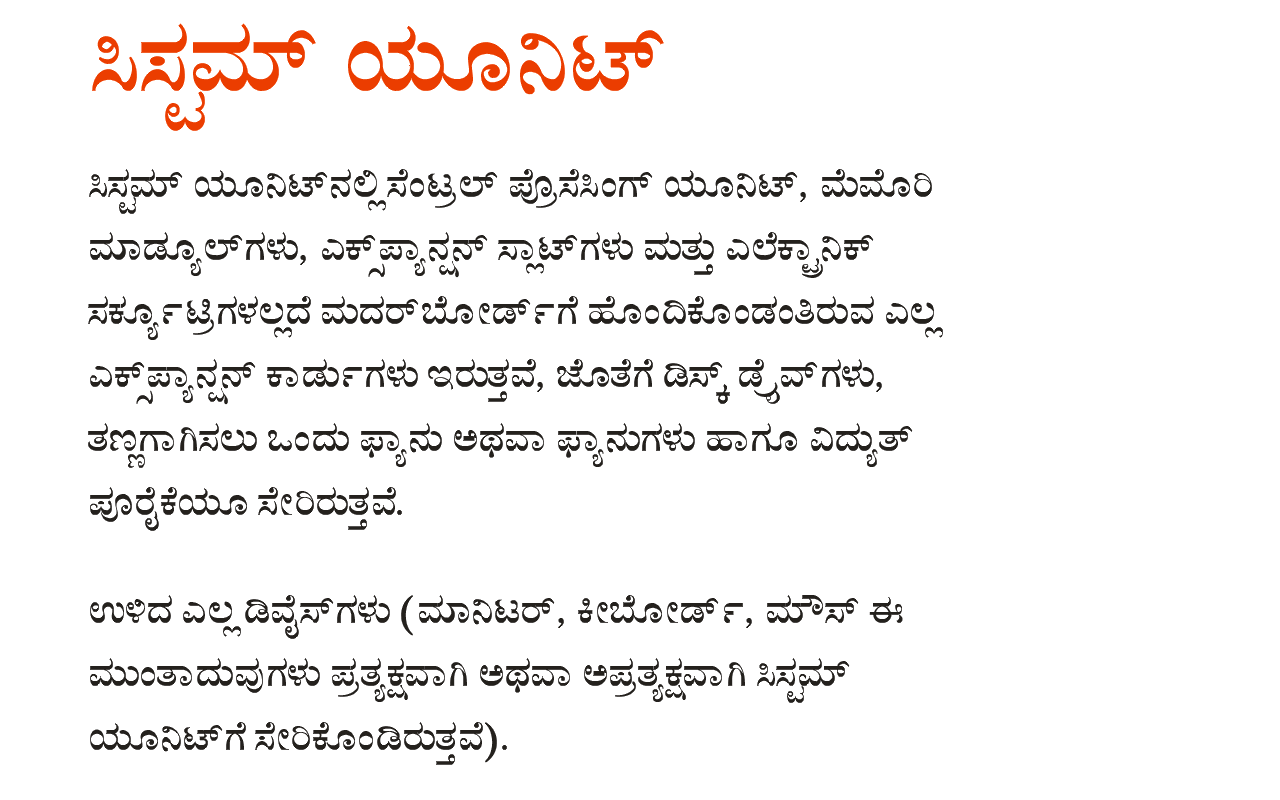 ಸಿಸ್ಟಮ್ ಯೂನಿಟ್
ಸಿಸ್ಟಮ್ ಯೂನಿಟ್‌ನಲ್ಲಿ ಸೆಂಟ್ರಲ್ ಪ್ರೊಸೆಸಿಂಗ್ ಯೂನಿಟ್, ಮೆಮೊರಿ
ಮಾಡ್ಯೂಲ್‌ಗಳು, ಎಕ್ಸ್‌ಪ್ಯಾನ್ಷನ್ ಸ್ಲಾಟ್‌ಗಳು ಮತ್ತು ಎಲೆಕ್ಟ್ರಾನಿಕ್
ಸರ್ಕ್ಯೂಟ್ರಿಗಳಲ್ಲದೆ ಮದರ್‌ಬೋರ್ಡ್‌ಗೆ ಹೊಂದಿಕೊಂಡಂತಿರುವ ಎಲ್ಲ
ಎಕ್ಸ್‌ಪ್ಯಾನ್ಷನ್ ಕಾರ್ಡುಗಳು ಇರುತ್ತವೆ, ಜೊತೆಗೆ ಡಿಸ್ಕ್ ಡ್ರೈವ್‌ಗಳು,
ತಣ್ಣಗಾಗಿಸಲು ಒಂದು ಫ್ಯಾನು ಅಥವಾ ಫ್ಯಾನುಗಳು ಹಾಗೂ ವಿದ್ಯುತ್
ಪೂರೈಕೆಯೂ ಸೇರಿರುತ್ತವೆ.
ಉಳಿದ ಎಲ್ಲ ಡಿವೈಸ್‌ಗಳು (ಮಾನಿಟರ್, ಕೀಬೋರ್ಡ್, ಮೌಸ್ ಈ
ಮುಂತಾದುವುಗಳು ಪ್ರತ್ಯಕ್ಷವಾಗಿ ಅಥವಾ ಅಪ್ರತ್ಯಕ್ಷವಾಗಿ ಸಿಸ್ಟಮ್
ಯೂನಿಟ್‌ಗೆ ಸೇರಿಕೊಂಡಿರುತ್ತವೆ).